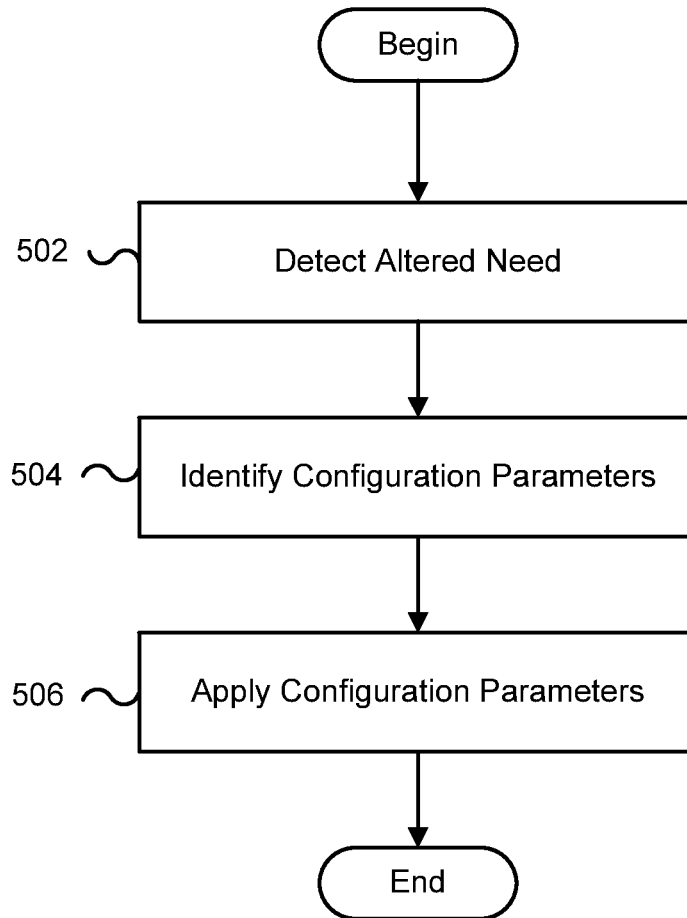 Begin
502
Detect Altered Need
504
Identify Configuration Parameters
506
Apply Configuration Parameters
End